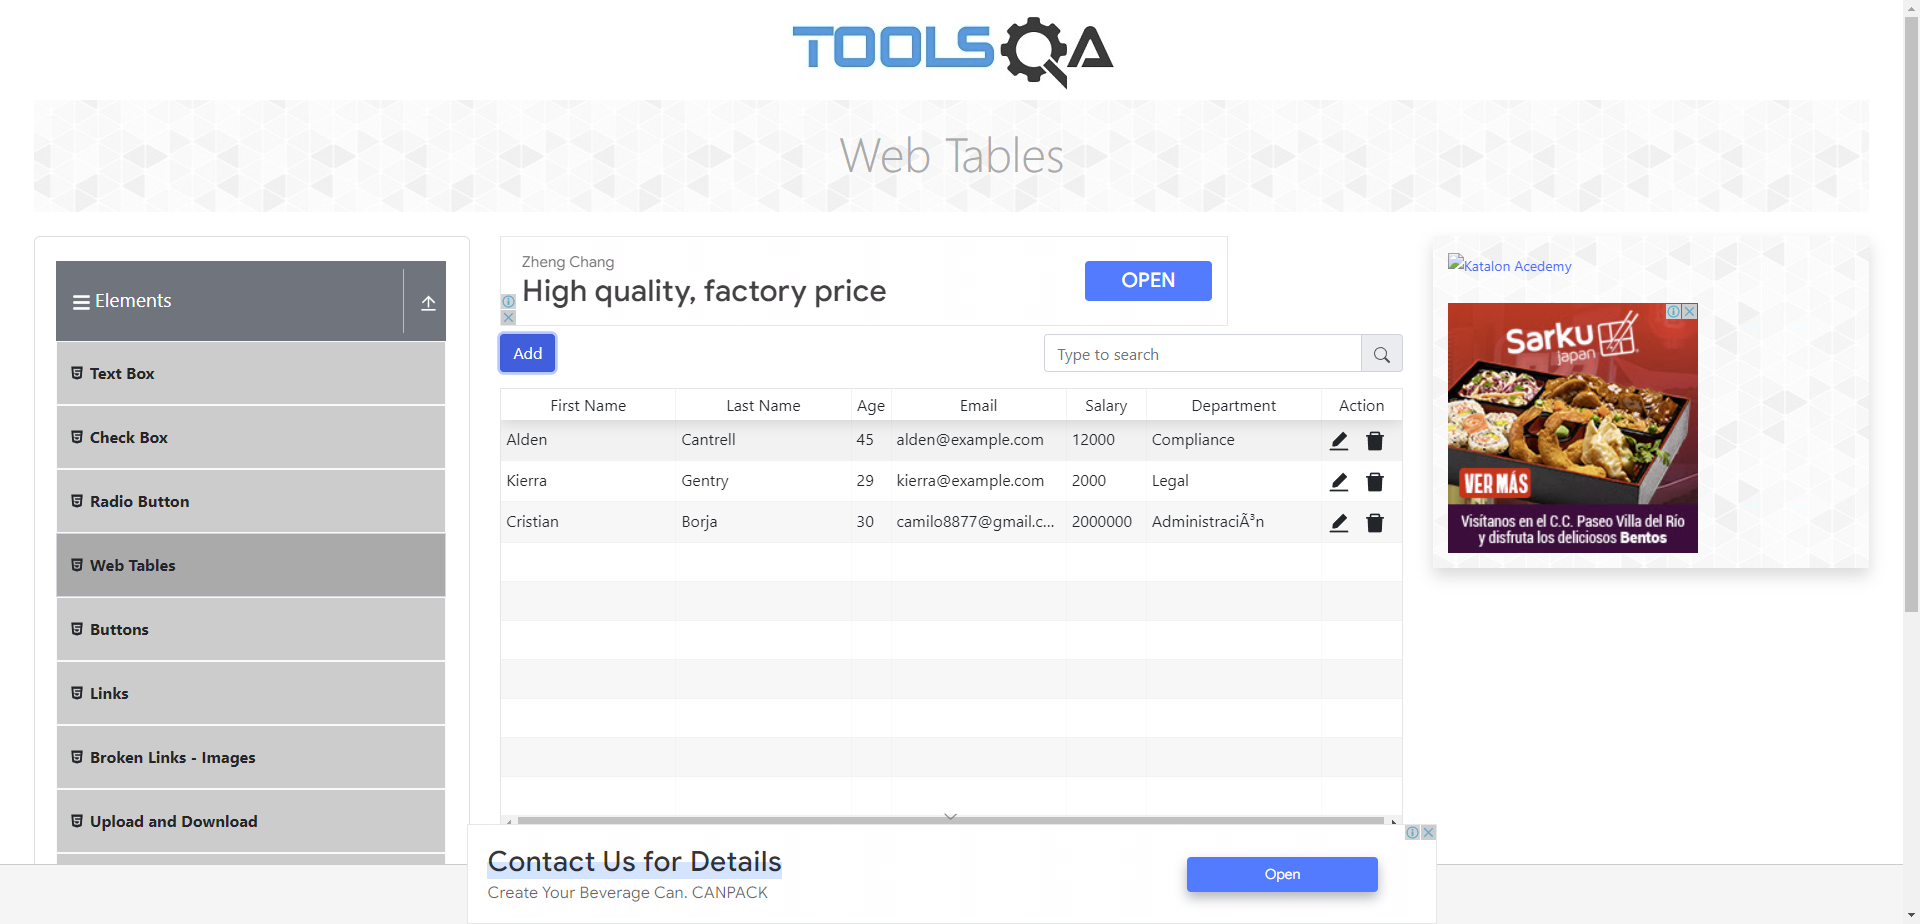 TOOLSQA
Web Tables
Elements
Text Box
Check Box
Radio Button
Web Tables
Buttons
Links
Broken Links - Images
Upload and Download
Zheng Chang
High quality, factory price
OPEN
Add
Type to search
First Name Last Name Age Email Salary Department Action
Alden Cantrell 45 alden@example.com 12000 Compliance
Kierra Gentry 29 kierra@example.com 2000 Legal
Cristian Borja 30 camilo8877@gmail.c... 2000000 AdministraciÃ³n
Katalon Acedemy
Sarku
japan
VER MÁS
Visítanos en el C.C. Paseo Villa del Río
y disfruta los deliciosos Bentos
Contact Us for Details
Create Your Beverage Can. CANPACK
Open